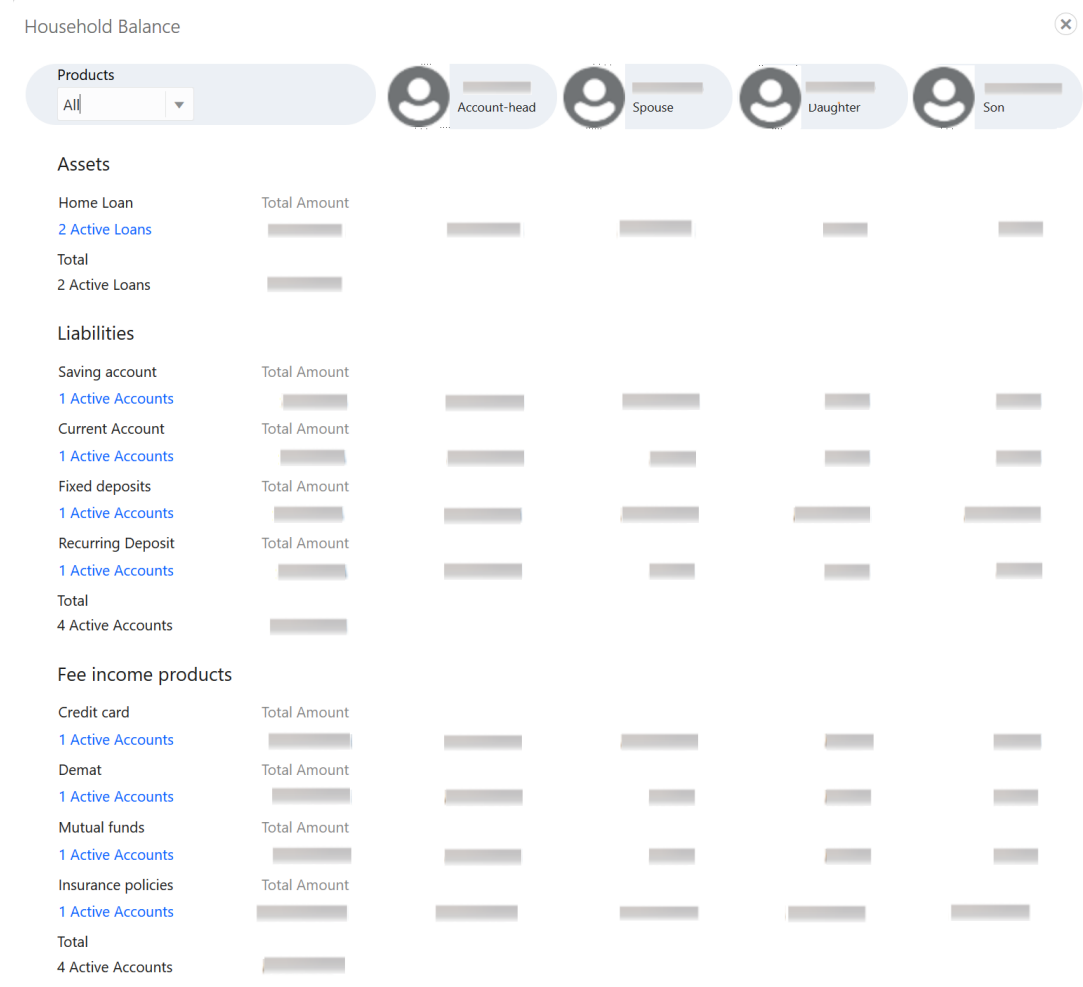 Household Balance
Products
All
Account-head
Spouse
Daughter
Son
Assets
Home Loan Total Amount
2 Active Loans
Total
2 Active Loans
Liabilities
Saving account Total Amount
1 Active Accounts
Current Account Total Amount
1 Active Accounts
Fixed deposits Total Amount
1 Active Accounts
Recurring Deposit Total Amount
1 Active Accounts
Total
4 Active Accounts
Fee income products
Credit card Total Amount
1 Active Accounts
Demat Total Amount
1 Active Accounts
Mutual funds Total Amount
1 Active Accounts
Insurance policies Total Amount
1 Active Accounts
Total
4 Active Accounts